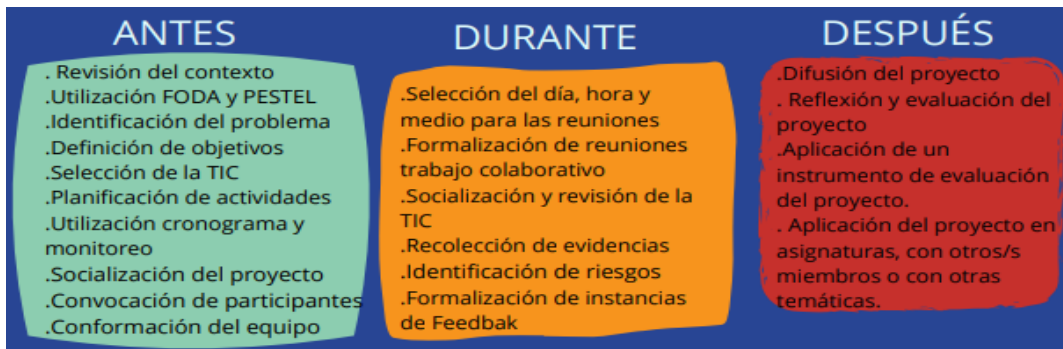 ANTES
. Revisión del contexto
.Utilización FODA y PESTEL
.Identificación del problema
.Definición de objetivos
.Selección de la TIC
.Planificación de actividades
.Utilización cronograma y
monitoreo
.Socialización del proyecto
.Convocación de participantes
.Conformación del equipo
DURANTE
.Selección del día, hora y
medio para las reuniones
.Formalización de reuniones
trabajo colaborativo
.Socialización y revisión de la
TIC
.Recolección de evidencias
.Identificación de riesgos
.Formalización de instancias
de Feedbak
DESPUÉS
.Difusión del proyecto
. Reflexión y evaluación del
proyecto
.Aplicación de un
instrumento de evaluación
del proyecto.
. Aplicación del proyecto en
asignaturas, con otros/s
miembros o con otras
temáticas.